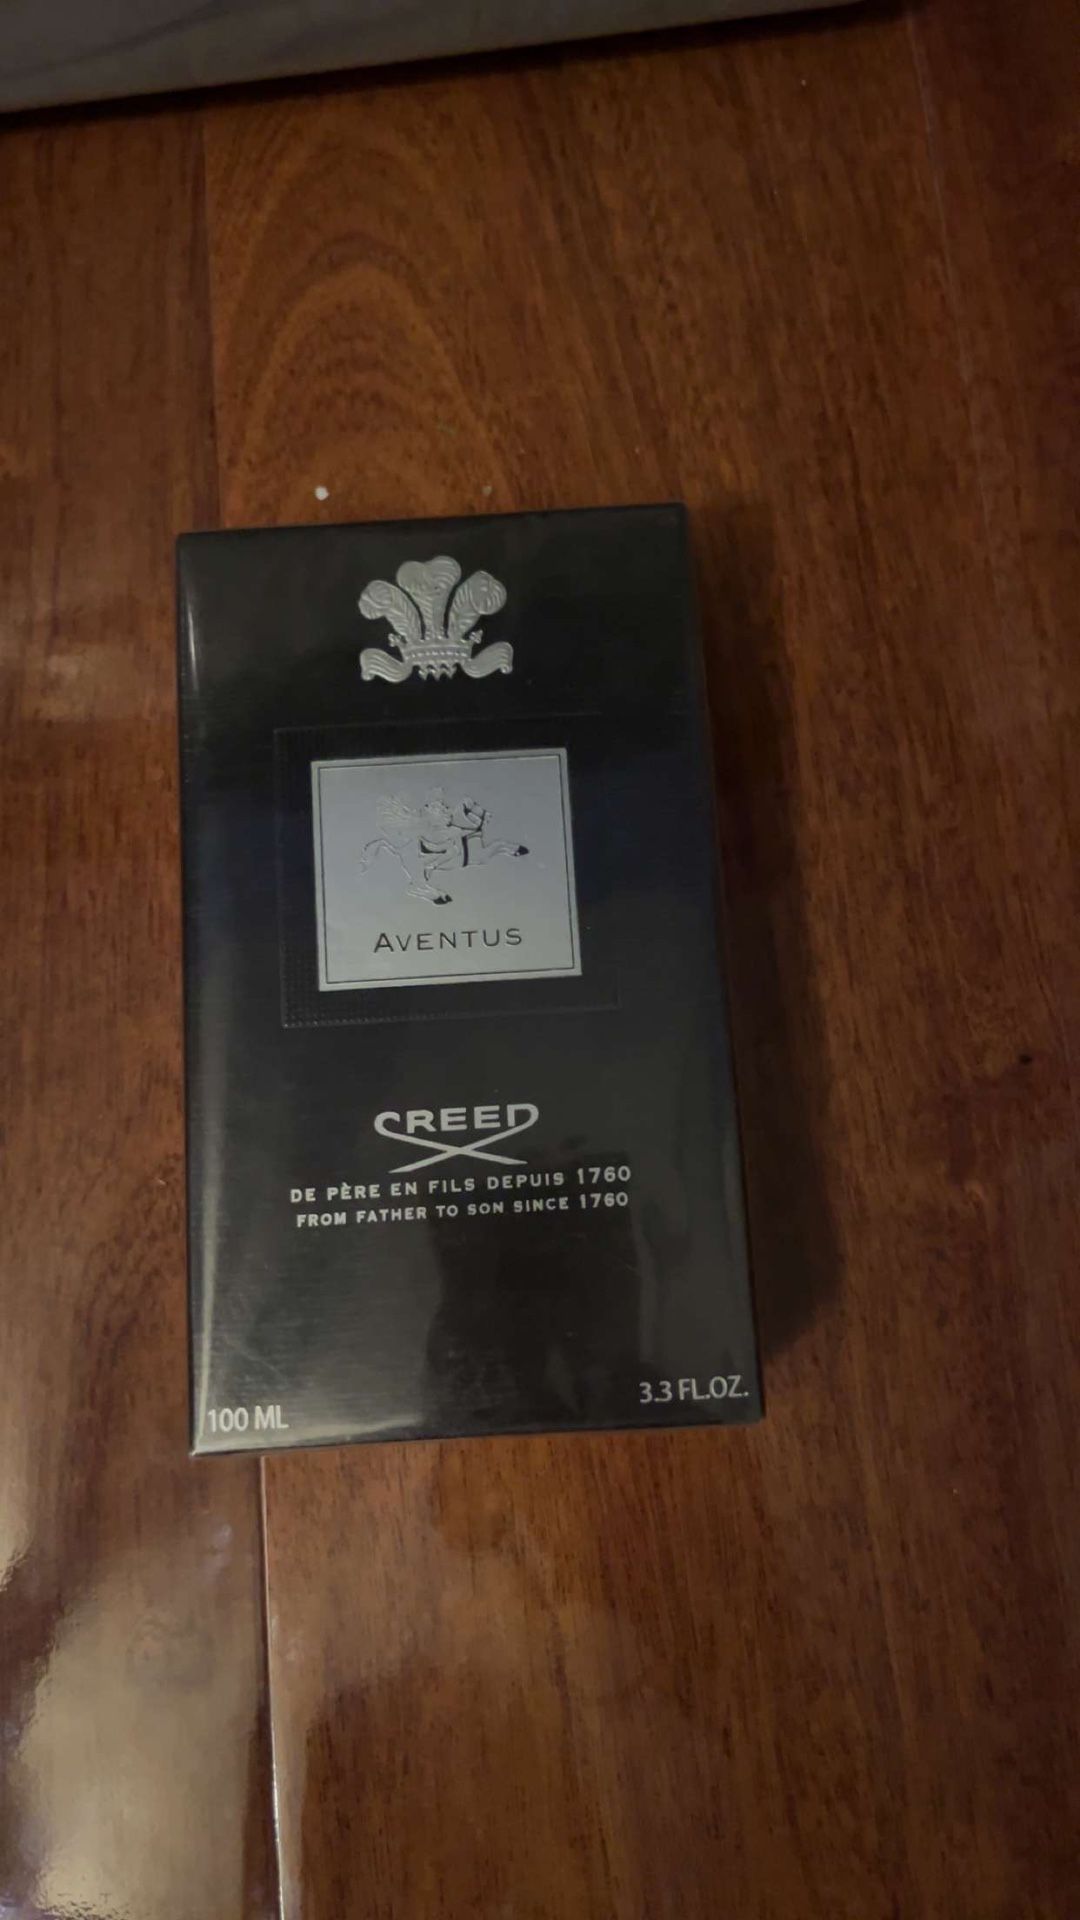 AVENTUS
CREED
DE PÈRE EN FILS DEPUIS 1760
FROM FATHER TO SON SINCE 1760
100 ML
3.3 FL.OZ.